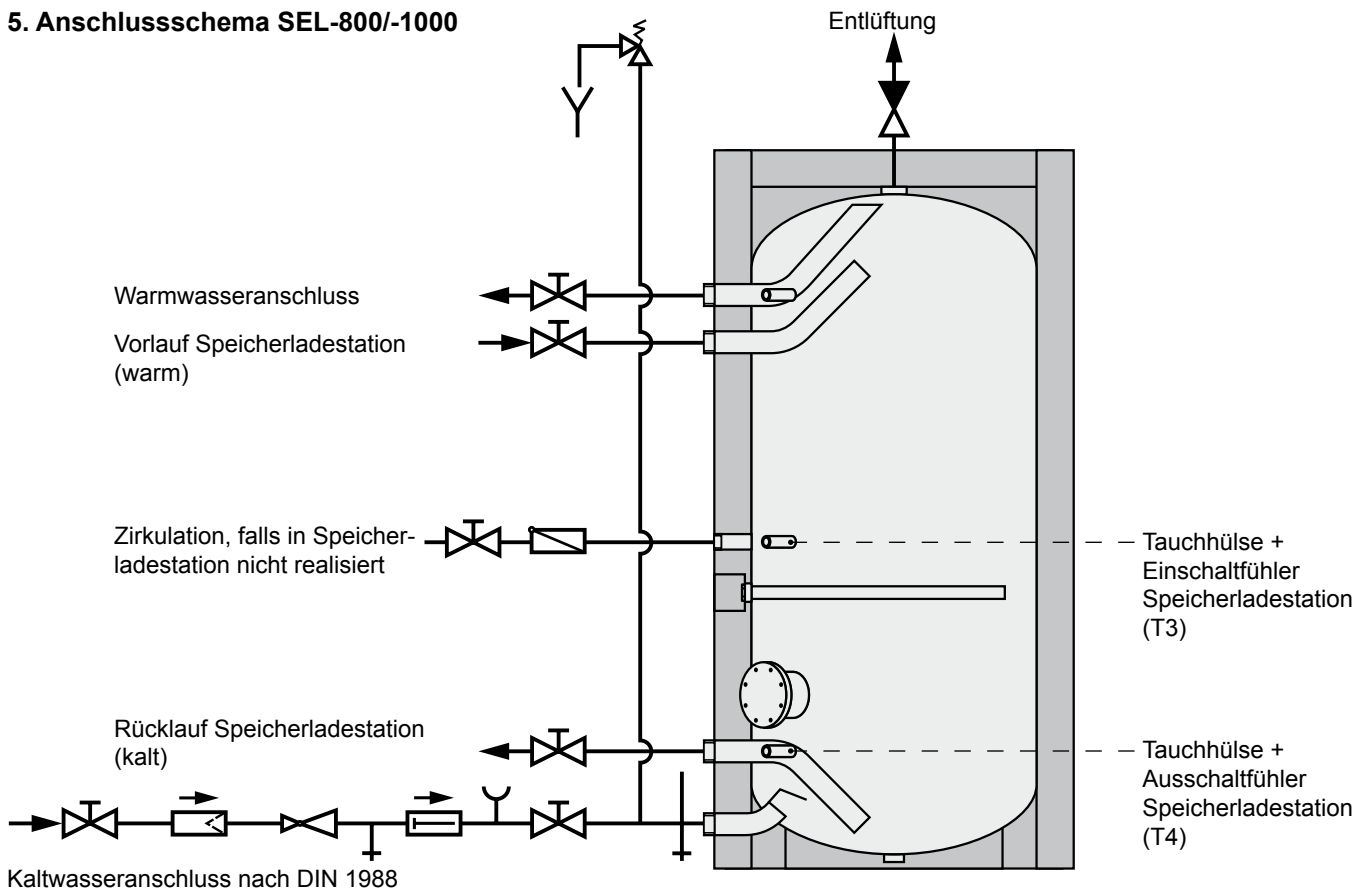 5. Anschlussschema SEL-800/-1000
Entlüftung
Warmwasseranschluss
Vorlauf Speicherladestation
(warm)
Zirkulation, falls in Speicher-
ladestation nicht realisiert
Tauchhülse +
Einschaltfühler
Speicherladestation
(T3)
Rücklauf Speicherladestation
(kalt)
Tauchhülse +
Ausschaltfühler
Speicherladestation
(T4)
Kaltwasseranschluss nach DIN 1988